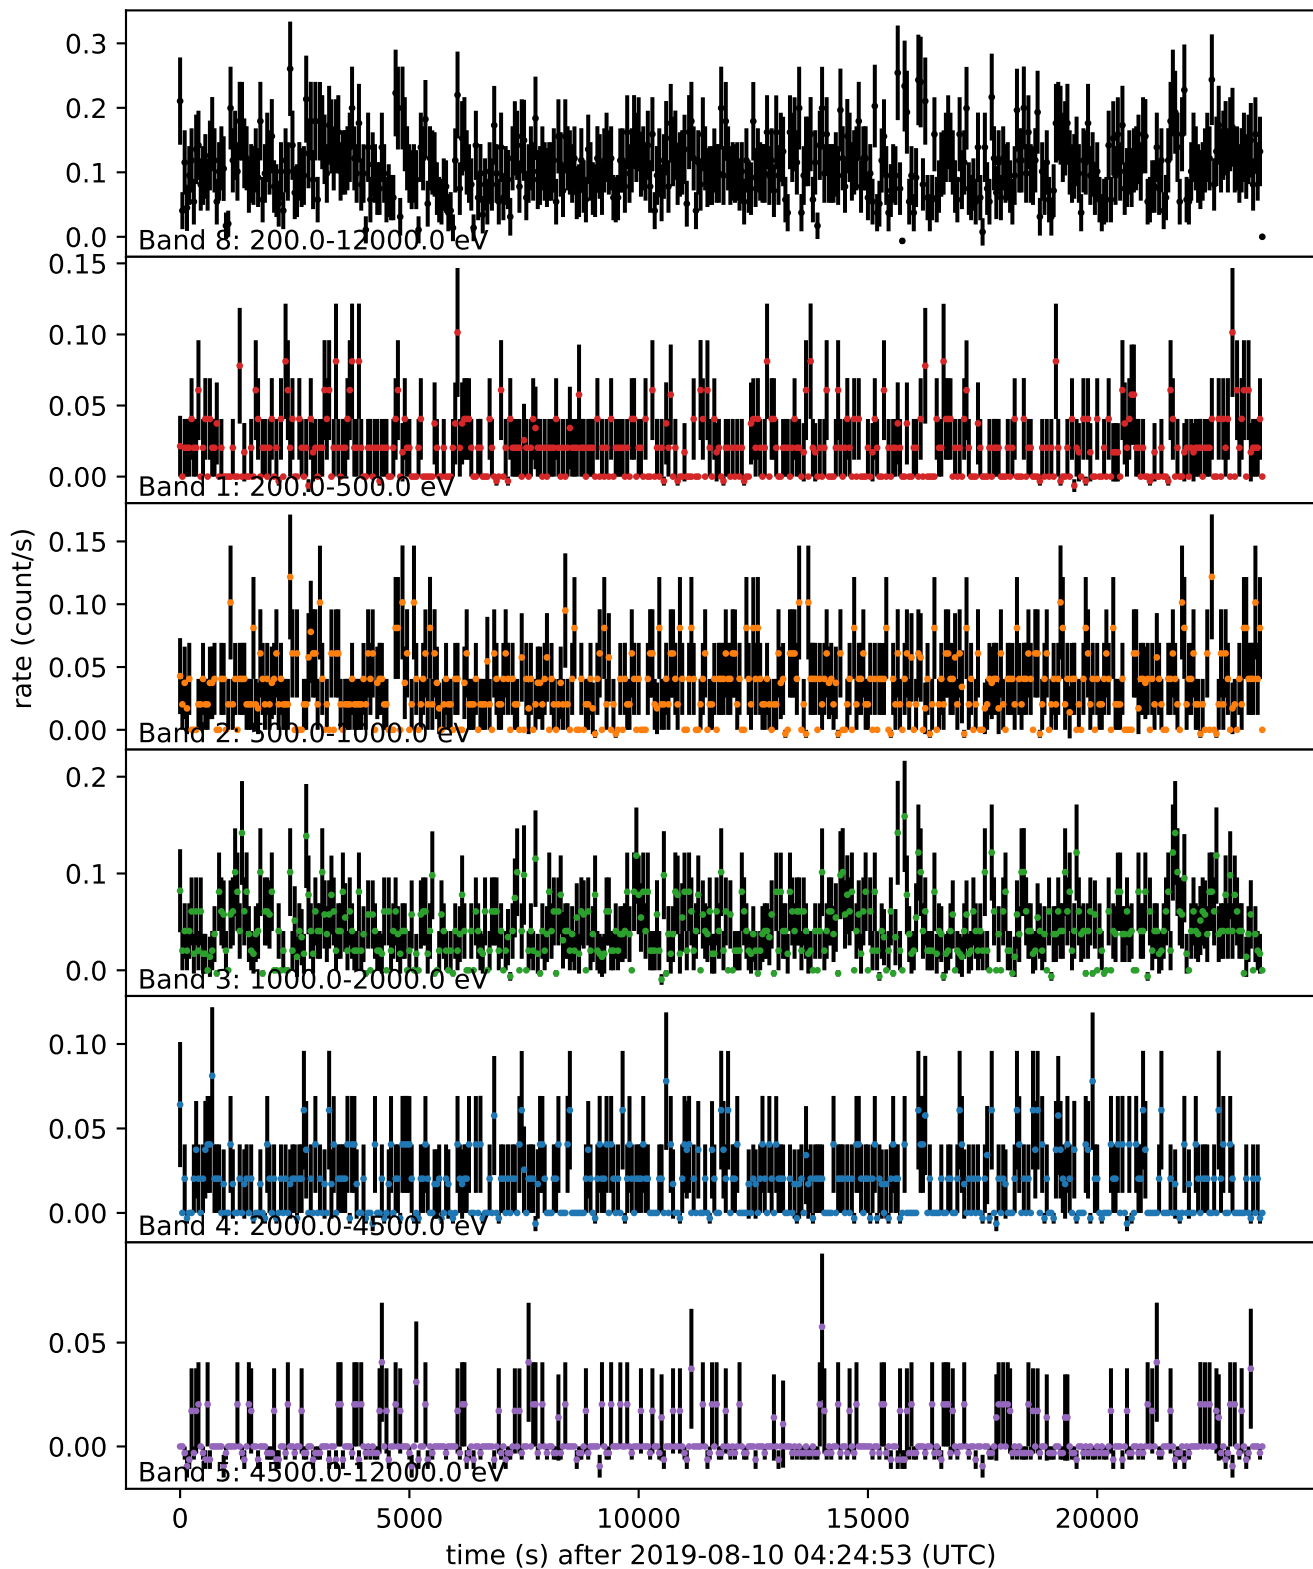 0.3
0.2
0.1
0.0
Band 8: 200.0-12000.0 eV
0.15
0.10
0.05
0.00
Band 1: 200.0-500.0 eV
rate (count/s)
0.15
0.10
0.05
0.00
Band 2: 500.0-1000.0 eV
0.2
0.1
0.0
Band 3: 1000.0-2000.0 eV
0.10
0.05
0.00
Band 4: 2000.0-4500.0 eV
0.05
0.00
Band 5: 4500.0-12000.0 eV
0 5000 10000 15000 20000
time (s) after 2019-08-10 04:24:53 (UTC)